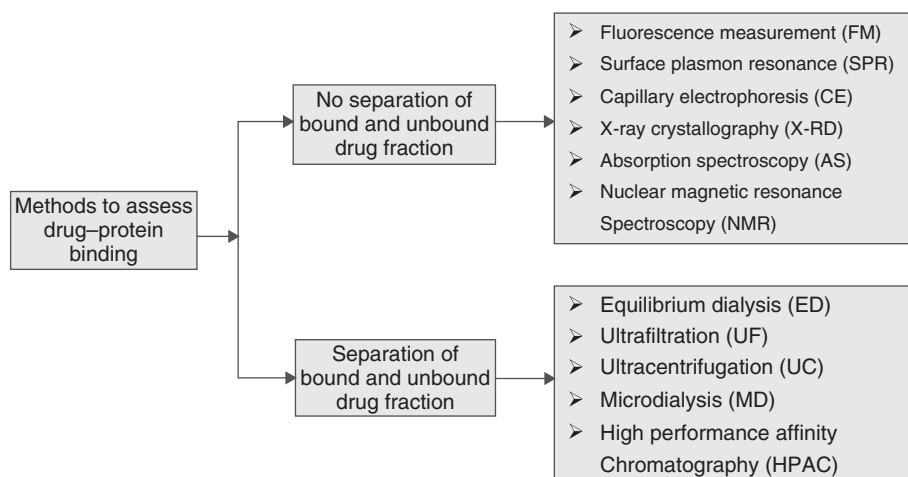 Methods to assess
drug–protein
binding
No separation of
bound and unbound
drug fraction
➢ Fluorescence measurement (FM)
➢ Surface plasmon resonance (SPR)
➢ Capillary electrophoresis (CE)
➢ X-ray crystallography (X-RD)
➢ Absorption spectroscopy (AS)
➢ Nuclear magnetic resonance
Spectroscopy (NMR)
Separation of
bound and unbound
drug fraction
➢ Equilibrium dialysis (ED)
➢ Ultrafiltration (UF)
➢ Ultracentrifugation (UC)
➢ Microdialysis (MD)
➢ High performance affinity
Chromatography (HPAC)